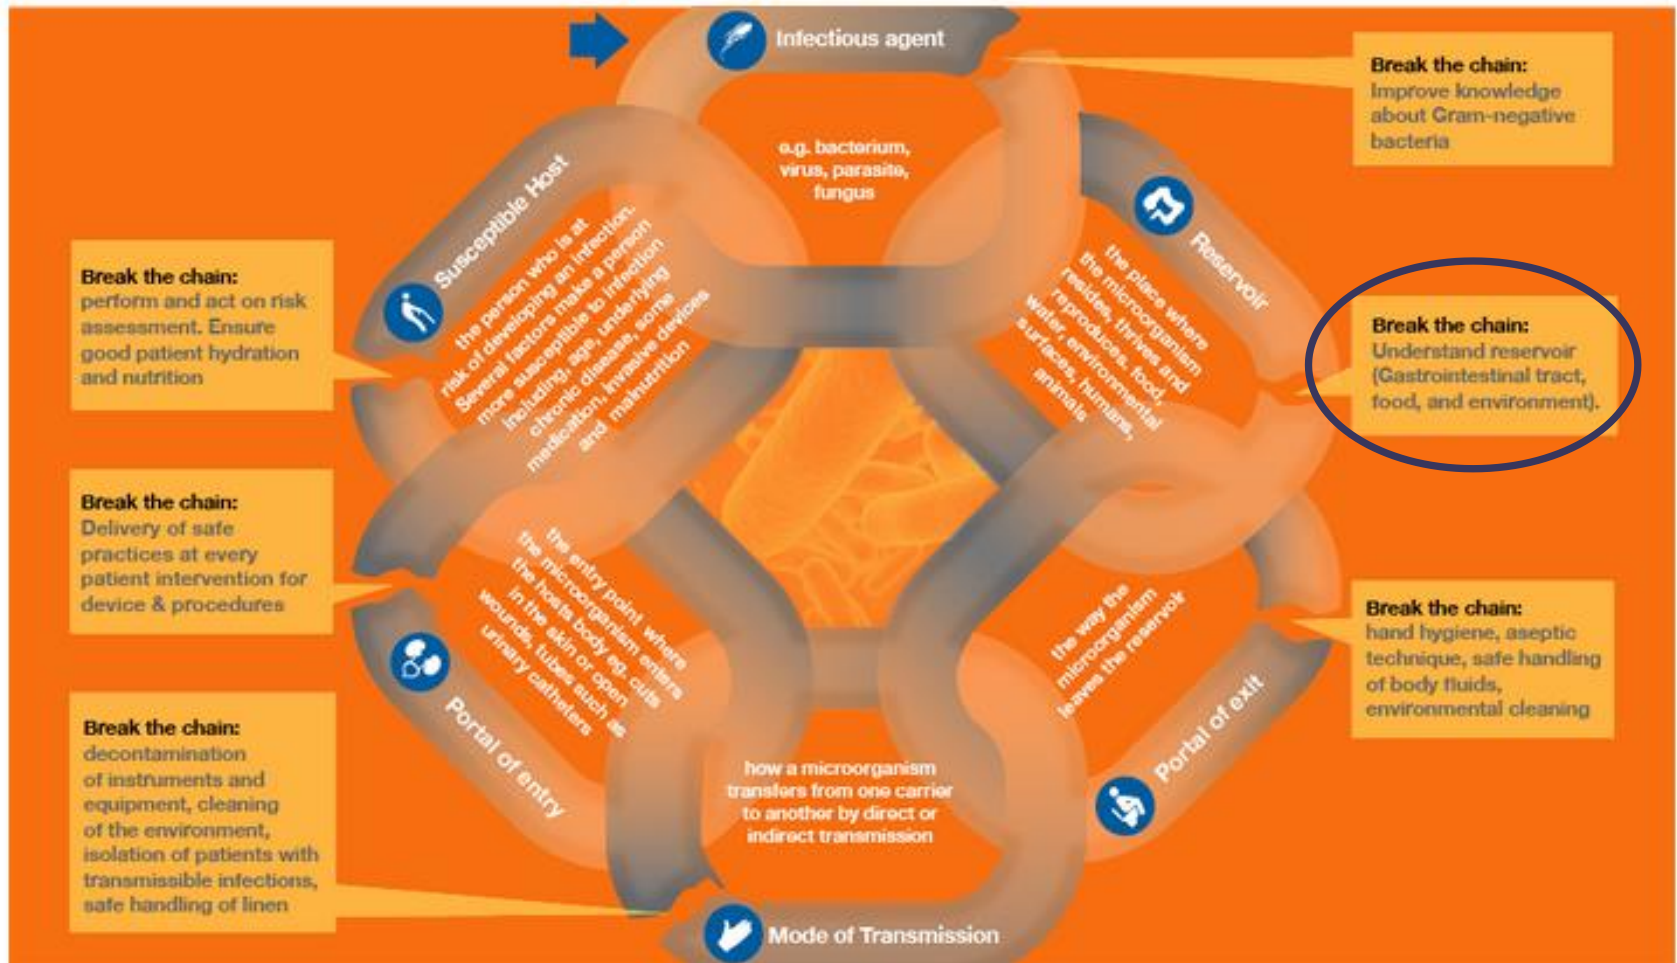 Infectious agent
e.g. bacterium,
virus, parasite,
fungus
Break the chain:
Improve knowledge
about Gram-negative
bacteria
Reservoir
the place where
the microorganism
resides, thrives and
reproduces. food,
water, environmental
surfaces, humans,
animals
Break the chain:
Understand reservoir
(Gastrointestinal tract,
food, and environment).
Portal of exit
the way the
microorganism
leaves the reservoir
Break the chain:
hand hygiene, aseptic
technique, safe handling
of body fluids,
environmental cleaning
Mode of Transmission
how a microorganism
transfers from one carrier
to another by direct or
indirect transmission
Break the chain:
decontamination
of instruments and
equipment, cleaning
of the environment,
isolation of patients with
transmissible infections,
safe handling of linen
Portal of entry
the entry point where
the microorganism enters
the hosts body eg. cuts
in the skin or open
wounds, tubes such as
urinary catheters
Break the chain:
Delivery of safe
practices at every
patient intervention for
device & procedures
Susceptible Host
the person who is at
risk of developing an infection.
Several factors make a person
more susceptible to infection
including, age, underlying
chronic disease, some
medication, invasive devices
and malnutrition
Break the chain:
perform and act on risk
assessment. Ensure
good patient hydration
and nutrition